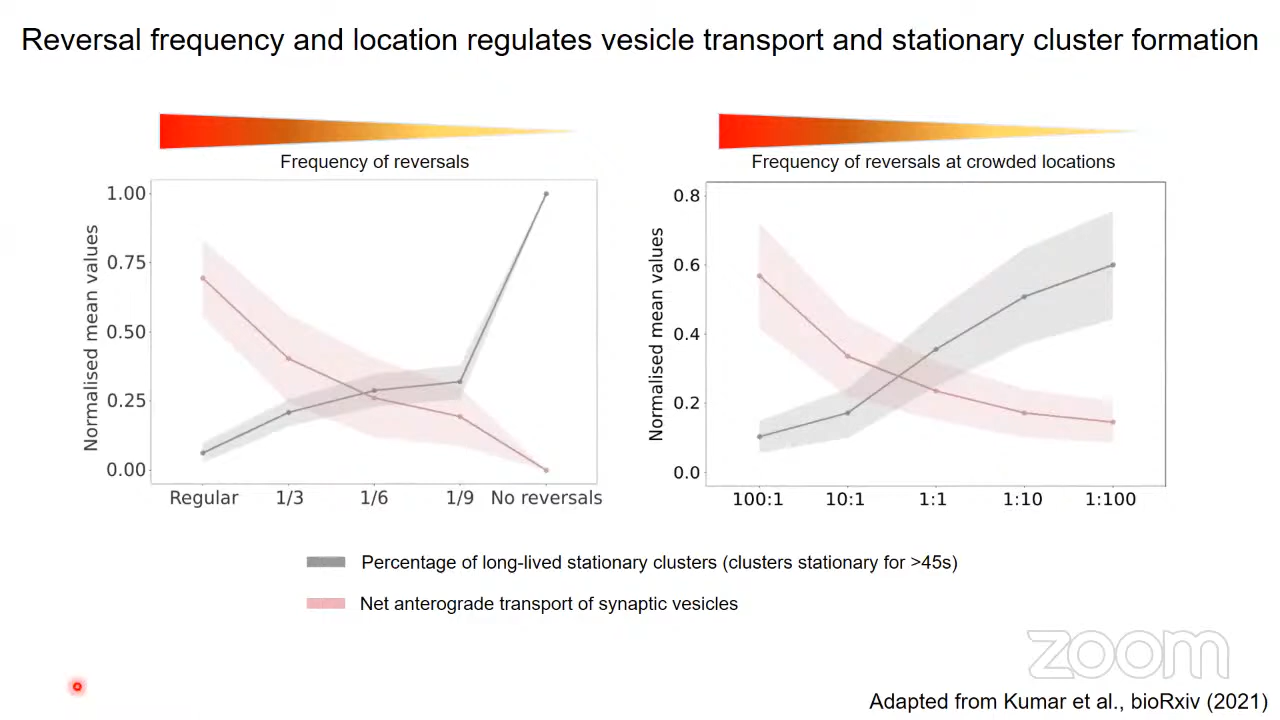 Reversal frequency and location regulates vesicle transport and stationary cluster formation
Frequency of reversals
Normalised mean values
1.00
0.75
0.50
0.25
0.00
Regular 1/3 1/6 1/9 No reversals
Frequency of reversals at crowded locations
Normalised mean values
0.8
0.6
0.4
0.2
0.0
100:1 10:1 1:1 1:10 1:100
Percentage of long-lived stationary clusters (clusters stationary for >45s)
Net anterograde transport of synaptic vesicles
zoom
Adapted from Kumar et al., bioRxiv (2021)